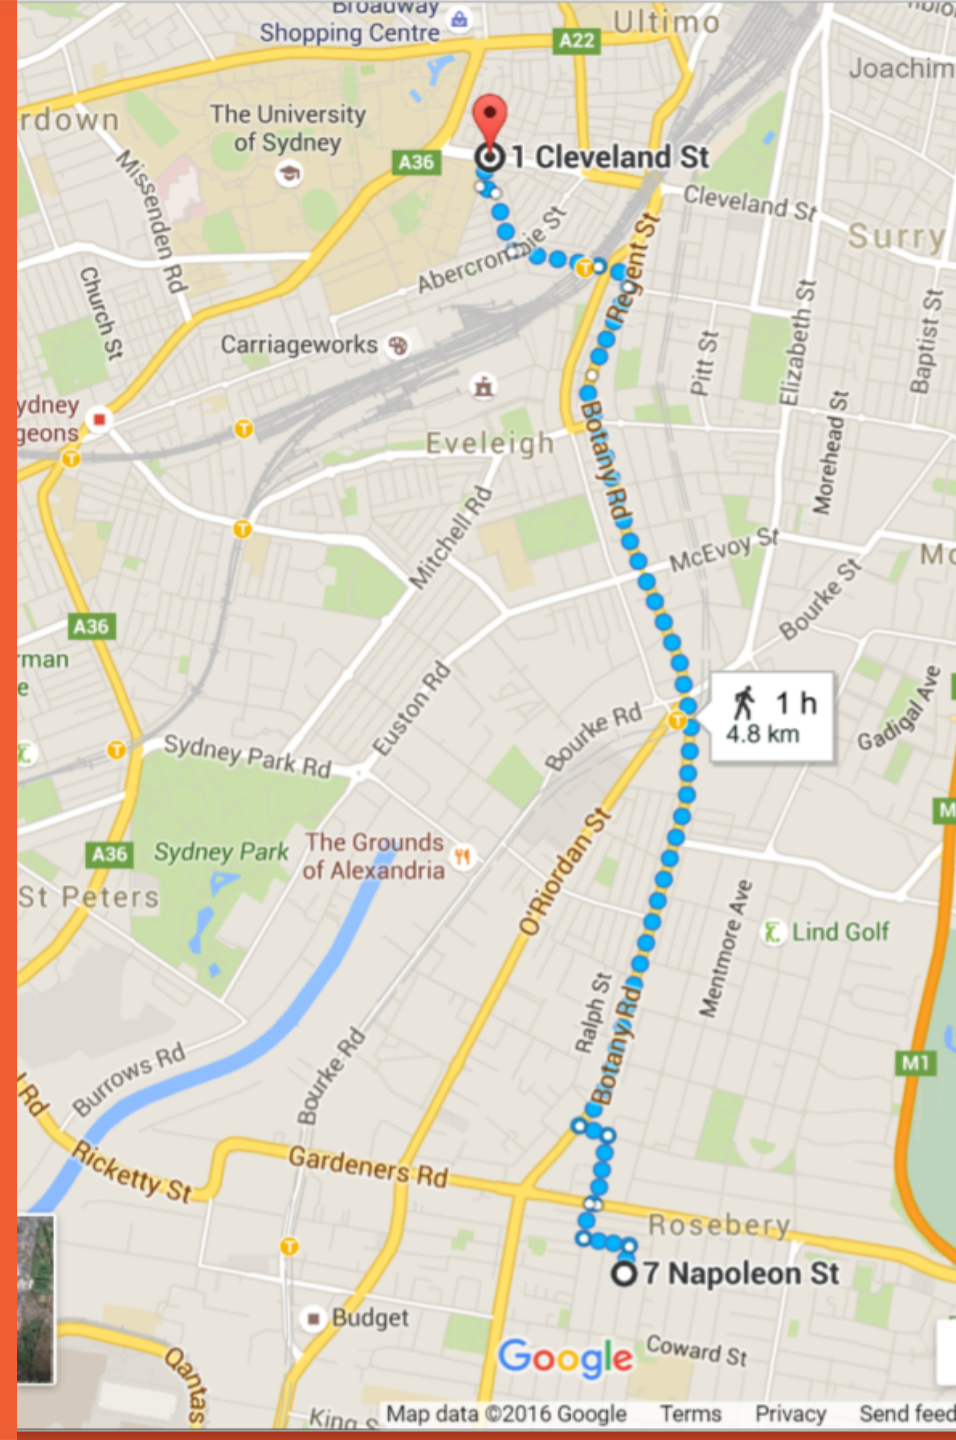 Broadway
Shopping Centre
Ultimo
A22
Joachim
The University
of Sydney
rdown
A36
1 Cleveland St
Missenden Rd
Cleveland St
Abercrombie St
Surry
Regent St
Church St
Carriageworks
Pitt St
Elizabeth St
Baptist St
ydney
geons
Eveleigh
Botany Rd
Morehead St
Mitchell Rd
McEvoy St
Mo
Bourke St
A36
rman
e
Euston Rd
Bourke Rd
1 h
4.8 km
Gadigal Ave
Sydney Park Rd
M
A36
Sydney Park
The Grounds
of Alexandria
St Peters
O'Riordan St
Mentmore Ave
Lind Golf
Ralph St
Botany Rd
M1
Burrows Rd
Bourke Rd
Rd
Ricketty St
Gardeners Rd
Rosebery
7 Napoleon St
Budget
Google
Coward St
Qantas
King S
Map data ©2016 Google
Terms
Privacy
Send feed